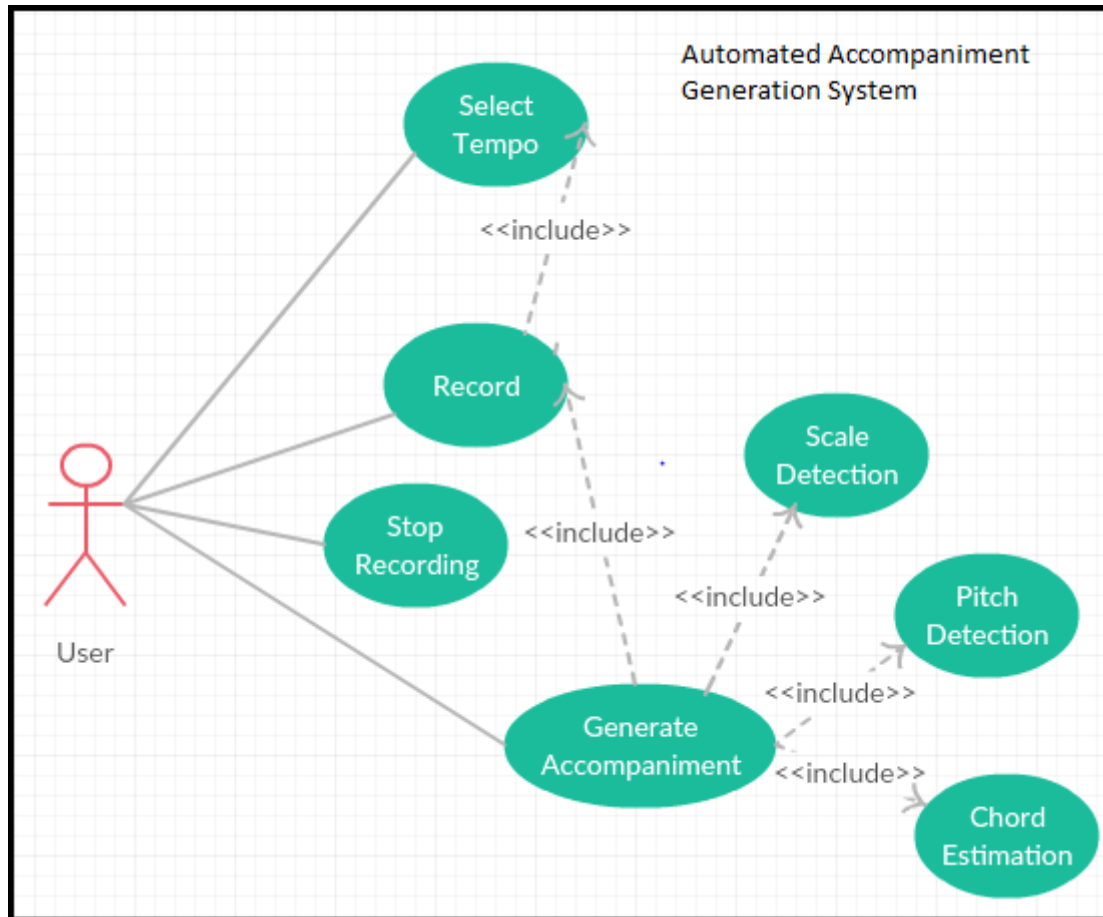 Automated Accompaniment
Generation System
Select
Tempo
<<include>>
Record
Scale
Detection
Stop
Recording
<<include>>
<<include>>
Pitch
Detection
User
<<include>>
Generate
Accompaniment
<<include>>
Chord
Estimation